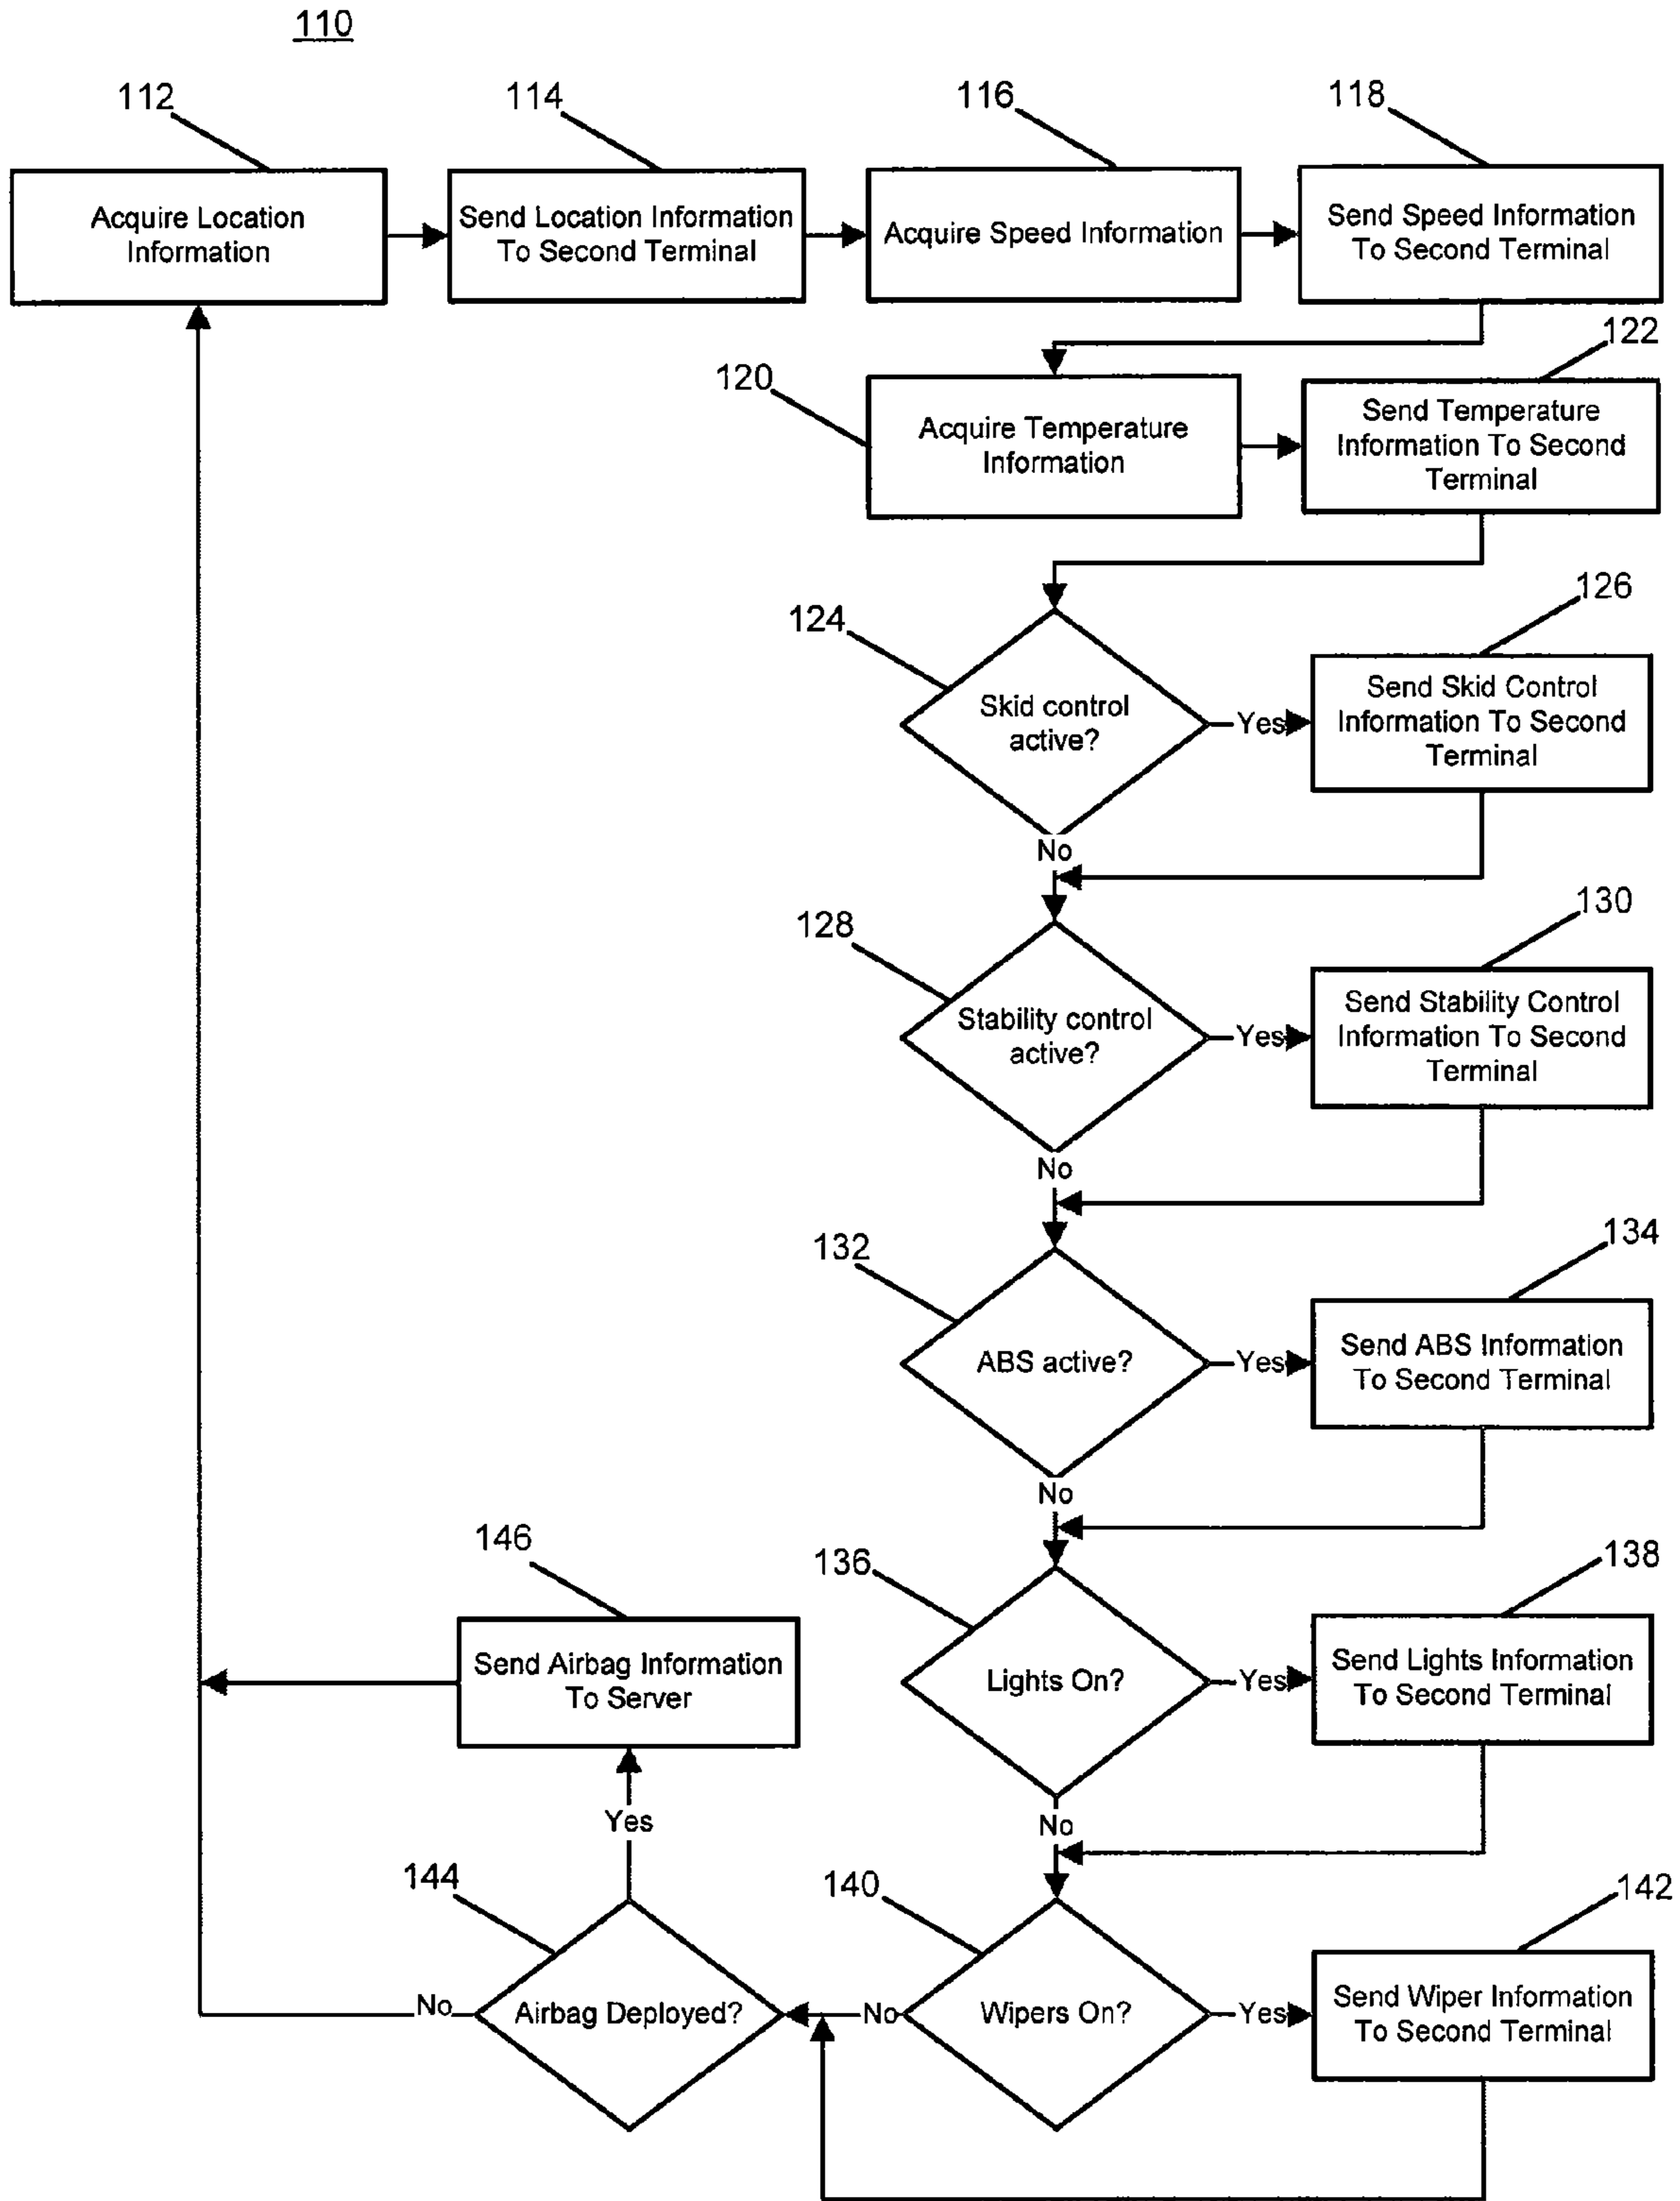 110
112
114
116
118
Acquire Location
Information
Send Location Information
To Second Terminal
Acquire Speed Information
Send Speed Information
To Second Terminal
120
122
Acquire Temperature
Information
Send Temperature
Information To Second
Terminal
124
126
Skid control
active?
Yes
Send Skid Control
Information To Second
Terminal
No
128
130
Stability control
active?
Yes
Send Stability Control
Information To Second
Terminal
No
132
134
ABS active?
Yes
Send ABS Information
To Second Terminal
No
136
138
Lights On?
Yes
Send Lights Information
To Second Terminal
No
140
142
Wipers On?
Yes
Send Wiper Information
To Second Terminal
No
144
Airbag Deployed?
Yes
No
146
Send Airbag Information
To Server